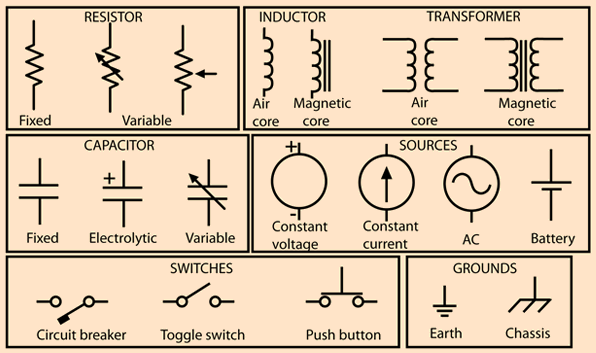 RESISTOR
Fixed
Variable
INDUCTOR
TRANSFORMER
Air
core
Magnetic
core
Air
core
Magnetic
core
CAPACITOR
+
Fixed
Electrolytic
Variable
SOURCES
+
-
Constant
voltage
Constant
current
AC
Battery
SWITCHES
Circuit breaker
Toggle switch
Push button
GROUNDS
Earth
Chassis